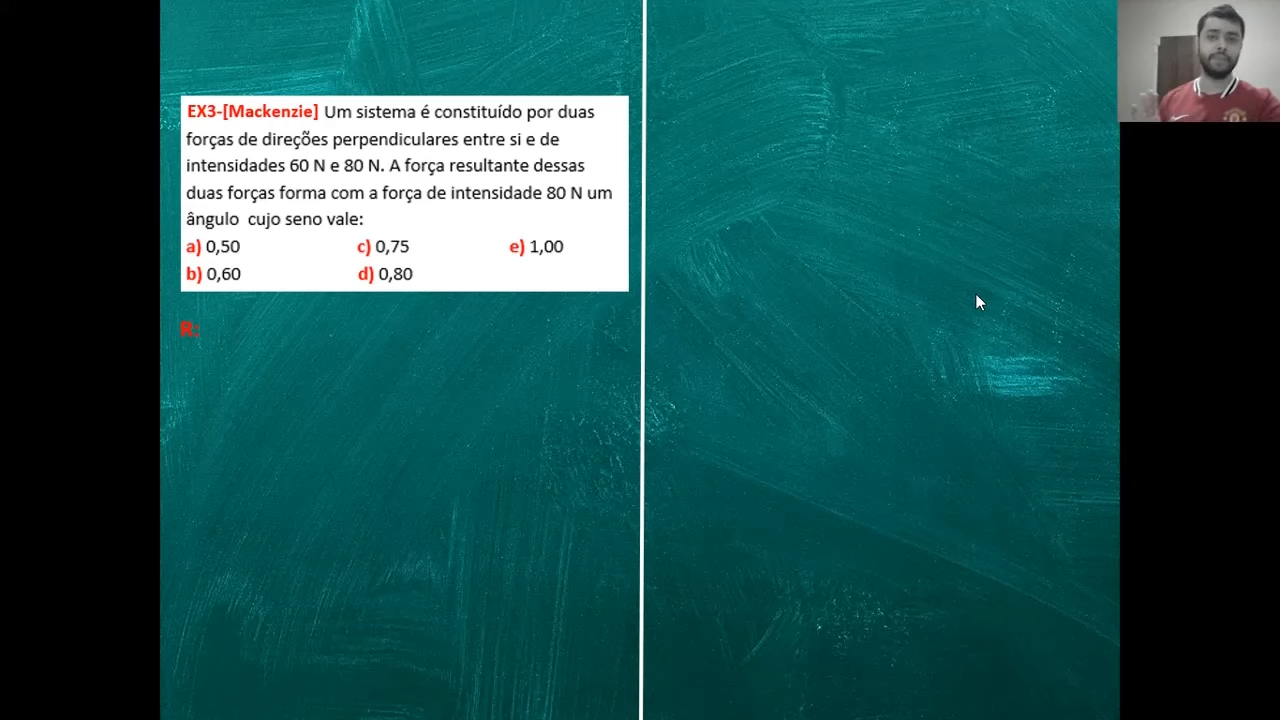 EX3-[Mackenzie] Um sistema é constituído por duas
forças de direções perpendiculares entre si e de
intensidades 60 N e 80 N. A força resultante dessas
duas forças forma com a força de intensidade 80 N um
ângulo cujo seno vale:
a) 0,50 c) 0,75 e) 1,00
b) 0,60 d) 0,80
R: